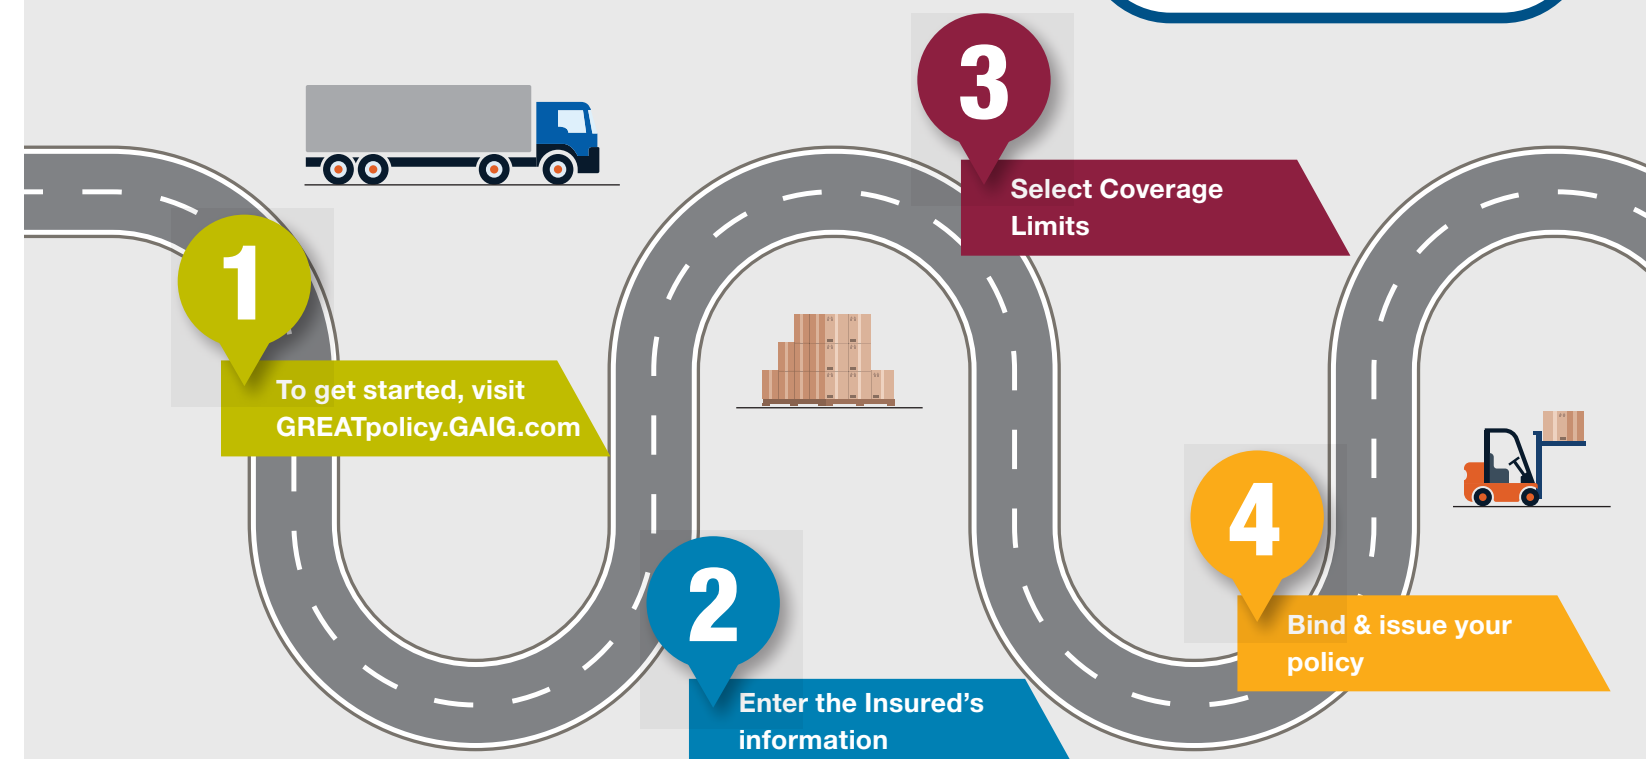 1
To get started, visit
GREATpolicy.GAIG.com
2
Enter the Insured’s
information
3
Select Coverage
Limits
4
Bind & issue your
policy